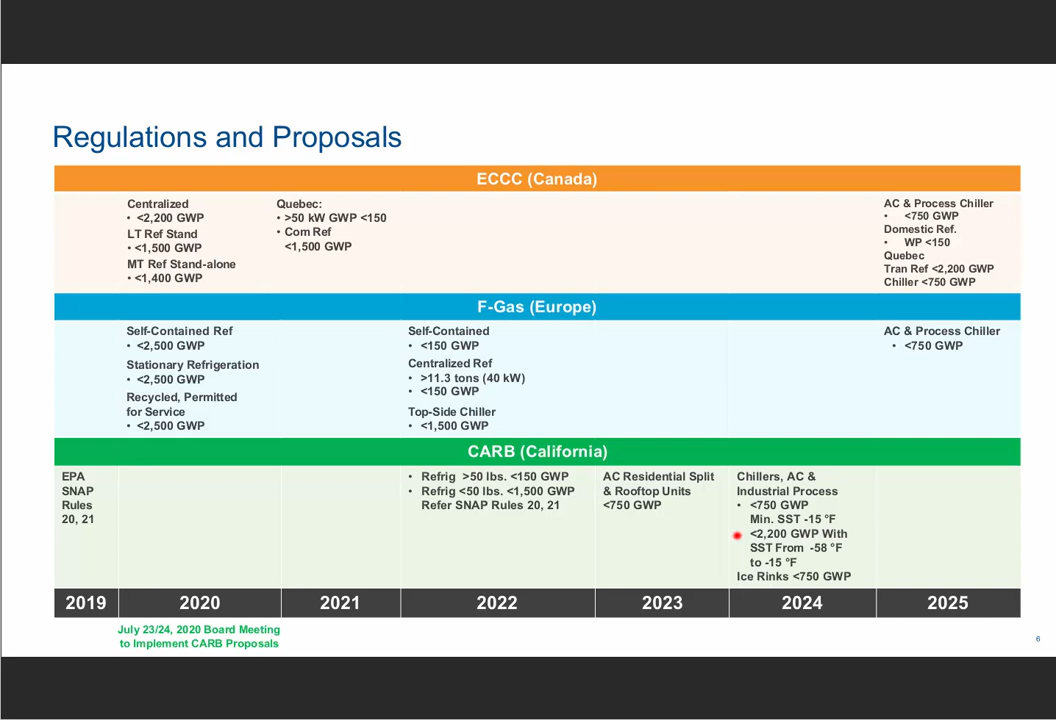 Regulations and Proposals
ECCC (Canada)
Centralized
• <2,200 GWP
LT Ref Stand
• <1,500 GWP
MT Ref Stand-alone
• <1,400 GWP
Quebec:
• >50 kW GWP <150
• Com Ref
<1,500 GWP
AC & Process Chiller
• <750 GWP
Domestic Ref.
• WP <150
Quebec
Tran Ref <2,200 GWP
Chiller <750 GWP
F-Gas (Europe)
Self-Contained Ref
• <2,500 GWP
Stationary Refrigeration
• <2,500 GWP
Recycled, Permitted
for Service
• <2,500 GWP
Self-Contained
• <150 GWP
Centralized Ref
• >11.3 tons (40 kW)
• <150 GWP
Top-Side Chiller
• <1,500 GWP
AC & Process Chiller
• <750 GWP
CARB (California)
EPA
SNAP
Rules
20, 21
• Refrig >50 lbs. <150 GWP
• Refrig <50 lbs. <1,500 GWP
Refer SNAP Rules 20, 21
AC Residential Split
& Rooftop Units
<750 GWP
Chillers, AC &
Industrial Process
• <750 GWP
Min. SST -15 °F
<2,200 GWP With
SST From -58 °F
to -15 °F
Ice Rinks <750 GWP
2019
2020
2021
2022
2023
2024
2025
July 23/24, 2020 Board Meeting
to Implement CARB Proposals
6